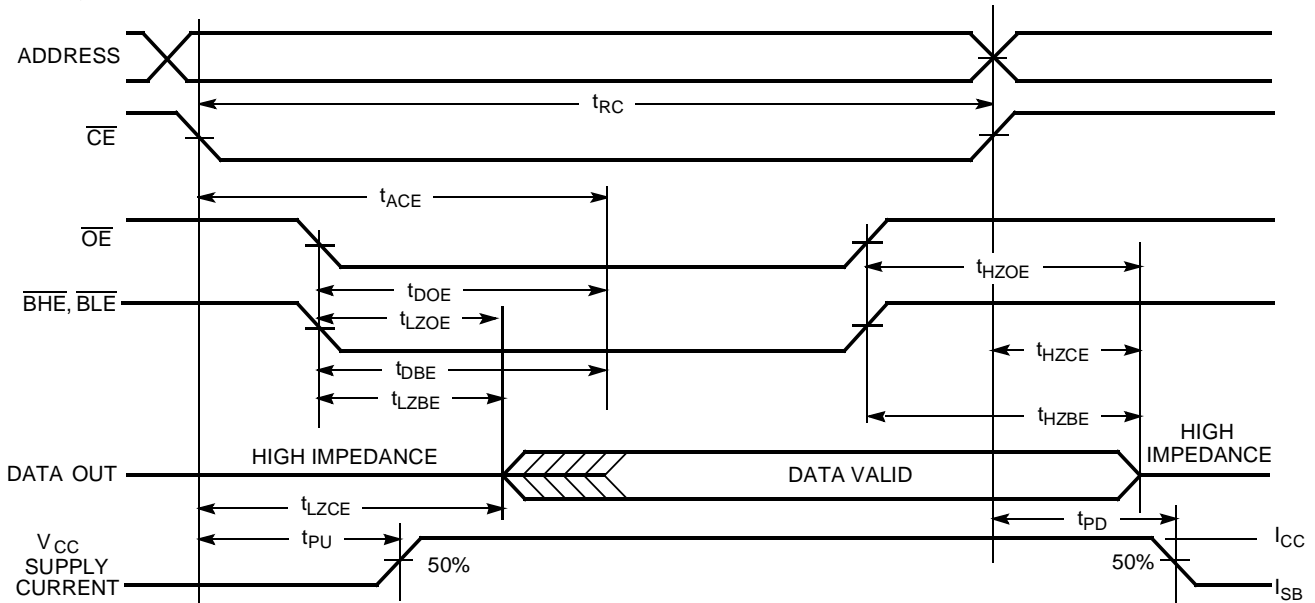 ADDRESS
tRC
CE
tACE
OE
tHZOE
tDOE
BHE, BLE
tLZOE
tHZCE
tDBE
tLZBE
tHZBE
HIGH IMPEDANCE
HIGH
IMPEDANCE
DATA OUT
DATA VALID
tLZCE
tPD
tPU
VCC
SUPPLY
CURRENT
50%
50%
ICC
ISB